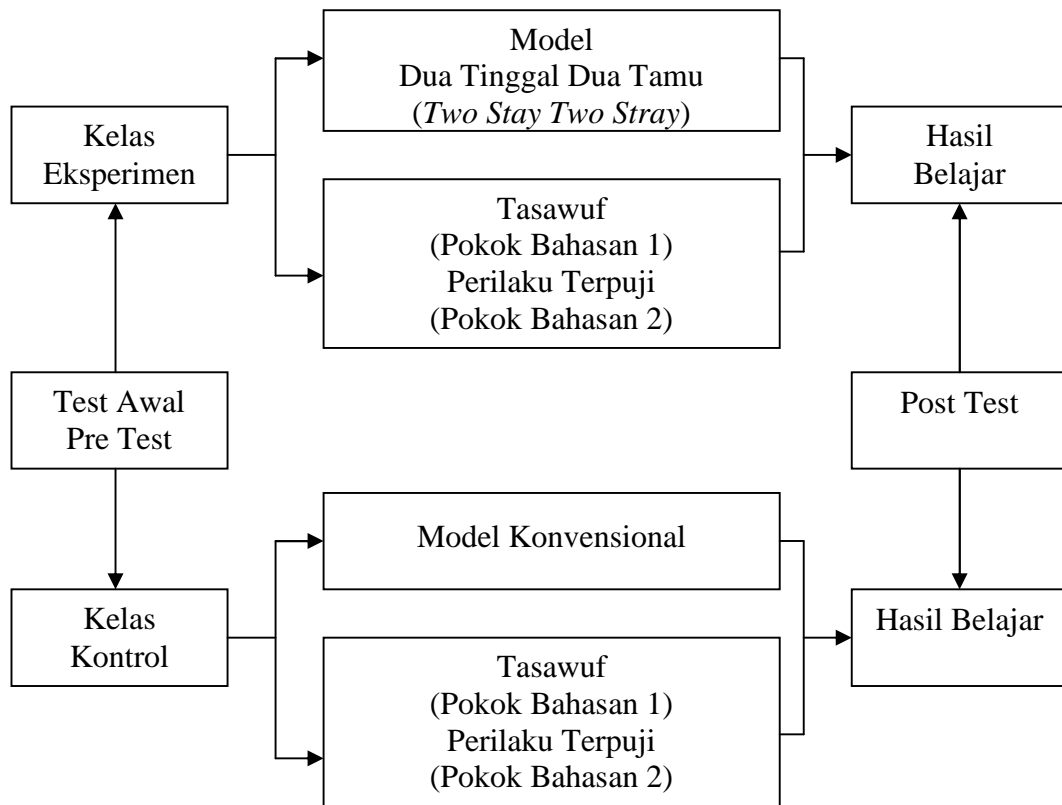 Model
Dua Tinggal Dua Tamu
(Two Stay Two Stray)
Kelas
Eksperimen
Hasil
Belajar
Tasawuf
(Pokok Bahasan 1)
Perilaku Terpuji
(Pokok Bahasan 2)
Test Awal
Pre Test
Post Test
Model Konvensional
Kelas
Kontrol
Hasil Belajar
Tasawuf
(Pokok Bahasan 1)
Perilaku Terpuji
(Pokok Bahasan 2)